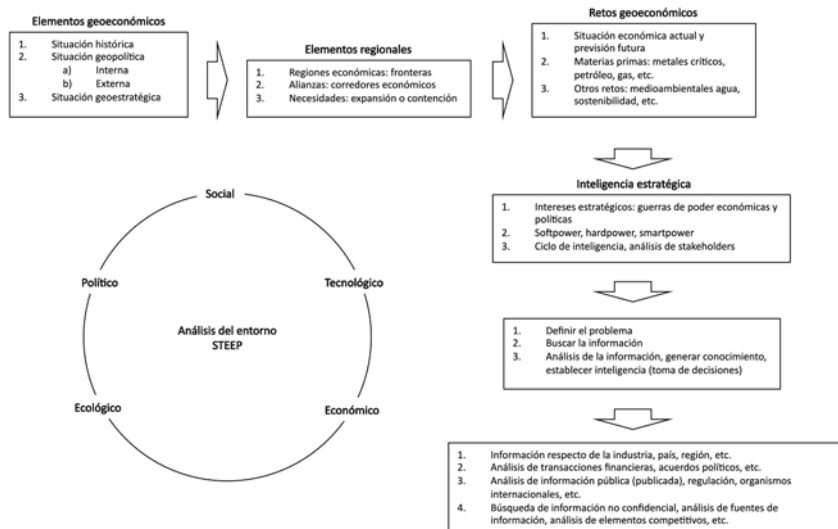 Elementos geoeconómicos
1. Situación histórica
2. Situación geopolítica
a) Interna
b) Externa
3. Situación geoestratégica
Elementos regionales
1. Regiones económicas: fronteras
2. Alianzas: corredores económicos
3. Necesidades: expansión o contención
Retos geoeconómicos
1. Situación económica actual y
previsión futura
2. Materias primas: metales críticos,
petróleo, gas, etc.
3. Otros retos: medioambientales agua,
sostenibilidad, etc.
Inteligencia estratégica
1. Intereses estratégicos: guerras de poder económicas y
políticas
2. Softpower, hardpower, smartpower
3. Ciclo de inteligencia, análisis de stakeholders
1. Definir el problema
2. Buscar la información
3. Análisis de la información, generar conocimiento,
establecer inteligencia (toma de decisiones)
1. Información respecto de la industria, país, región, etc.
2. Análisis de transacciones financieras, acuerdos políticos, etc.
3. Análisis de información pública (publicada), regulación, organismos
internacionales, etc.
4. Búsqueda de información no confidencial, análisis de fuentes de
información, análisis de elementos competitivos, etc.
Social
Político
Tecnológico
Análisis del entorno
STEEP
Ecológico
Económico